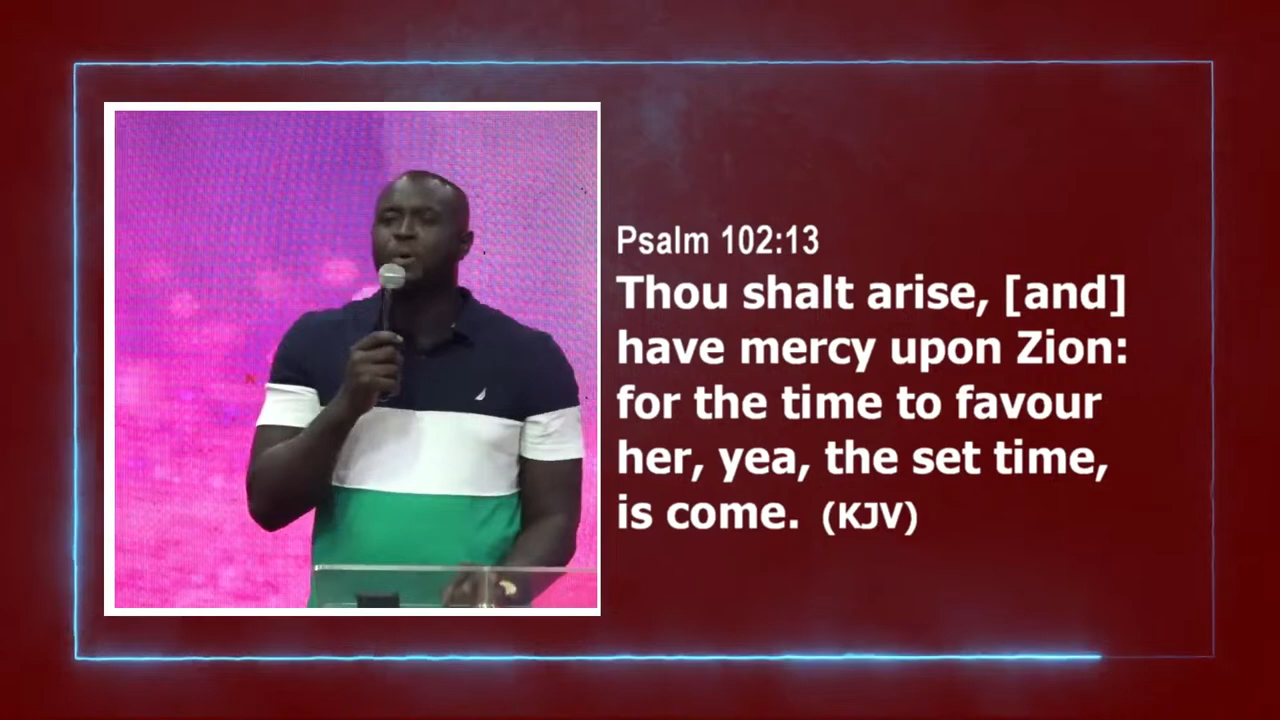 Psalm 102:13
Thou shalt arise, [and]
have mercy upon Zion:
for the time to favour
her, yea, the set time,
is come. (KJV)